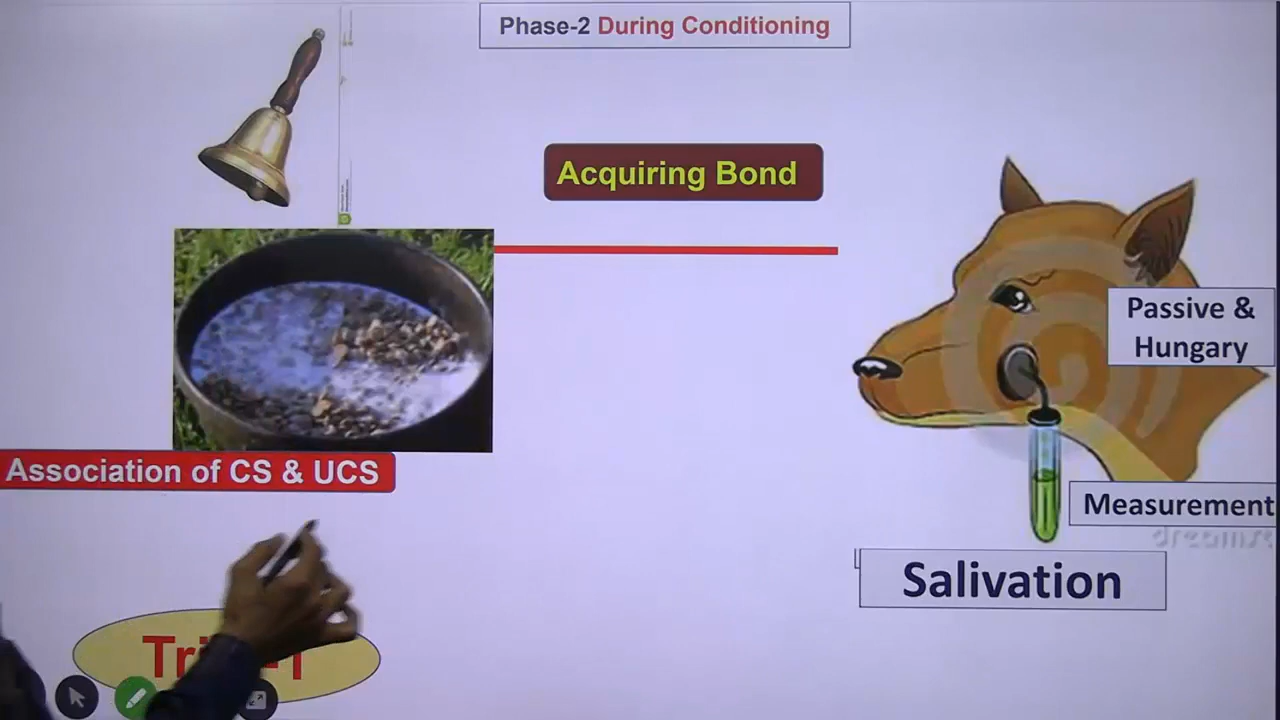 Phase-2 During Conditioning
Acquiring Bond
Passive &
Hungary
Association of CS & UCS
Measurement
Salivation